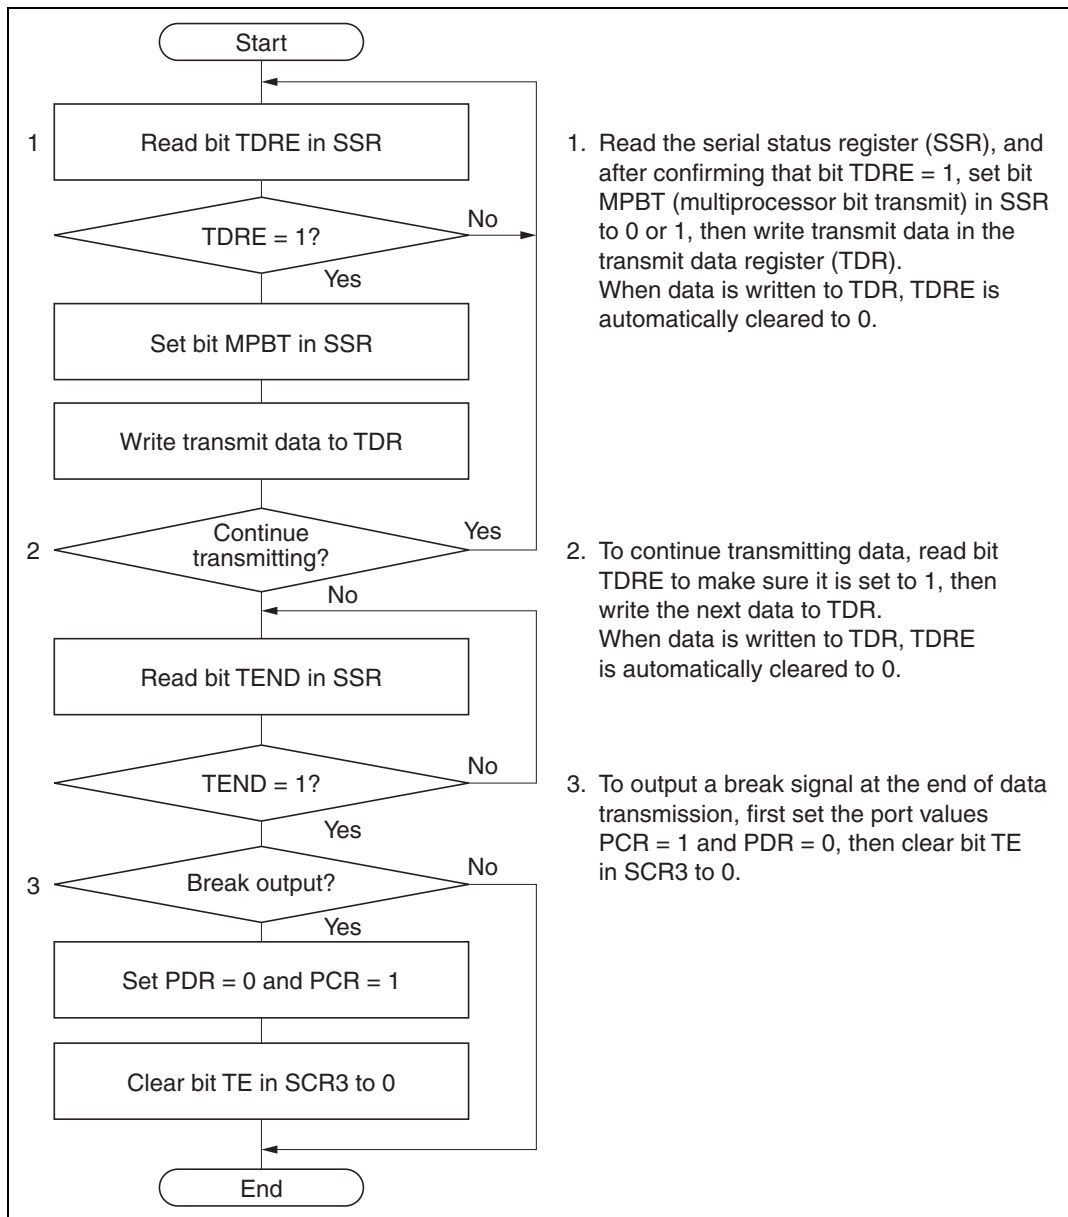 Start
1
Read bit TDRE in SSR
TDRE = 1?
No
Yes
Set bit MPBT in SSR
Write transmit data to TDR
2
Continue
transmitting?
Yes
No
Read bit TEND in SSR
TEND = 1?
No
Yes
3
Break output?
No
Yes
Set PDR = 0 and PCR = 1
Clear bit TE in SCR3 to 0
End
1. Read the serial status register (SSR), and
after confirming that bit TDRE = 1, set bit
MPBT (multiprocessor bit transmit) in SSR
to 0 or 1, then write transmit data in the
transmit data register (TDR).
When data is written to TDR, TDRE is
automatically cleared to 0.
2. To continue transmitting data, read bit
TDRE to make sure it is set to 1, then
write the next data to TDR.
When data is written to TDR, TDRE
is automatically cleared to 0.
3. To output a break signal at the end of data
transmission, first set the port values
PCR = 1 and PDR = 0, then clear bit TE
in SCR3 to 0.